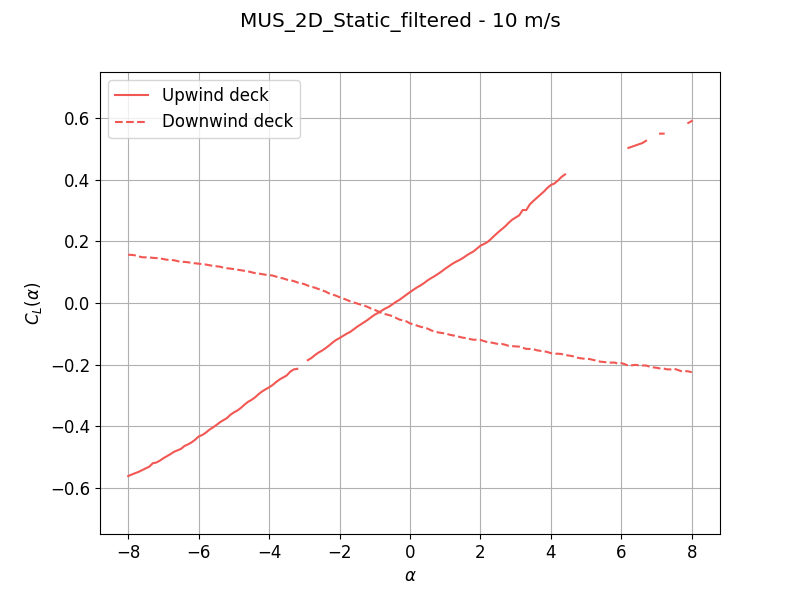 MUS_2D_Static_filtered - 10 m/s
Upwind deck
Downwind deck
0.6
0.4
0.2
0.0
−0.2
−0.4
−0.6
C_L(α)
−8 −6 −4 −2 0 2 4 6 8
α